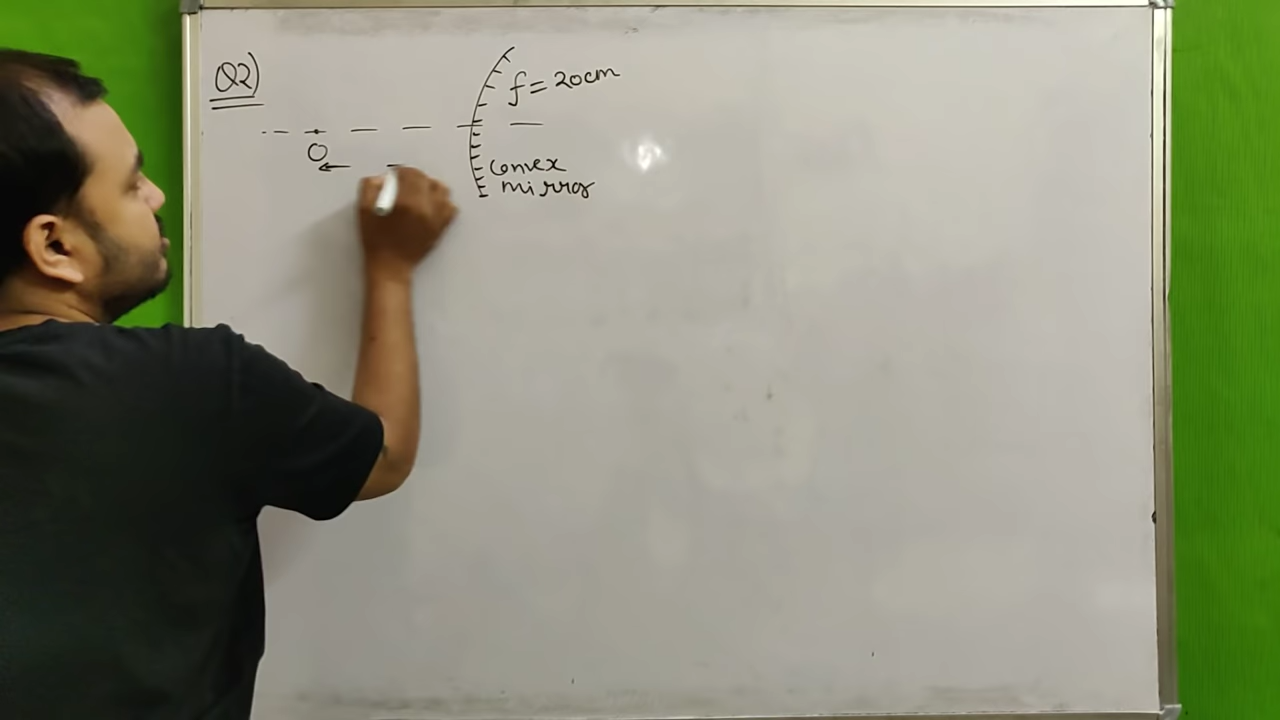 Q2)
f = 20cm
O
Convex
mirror